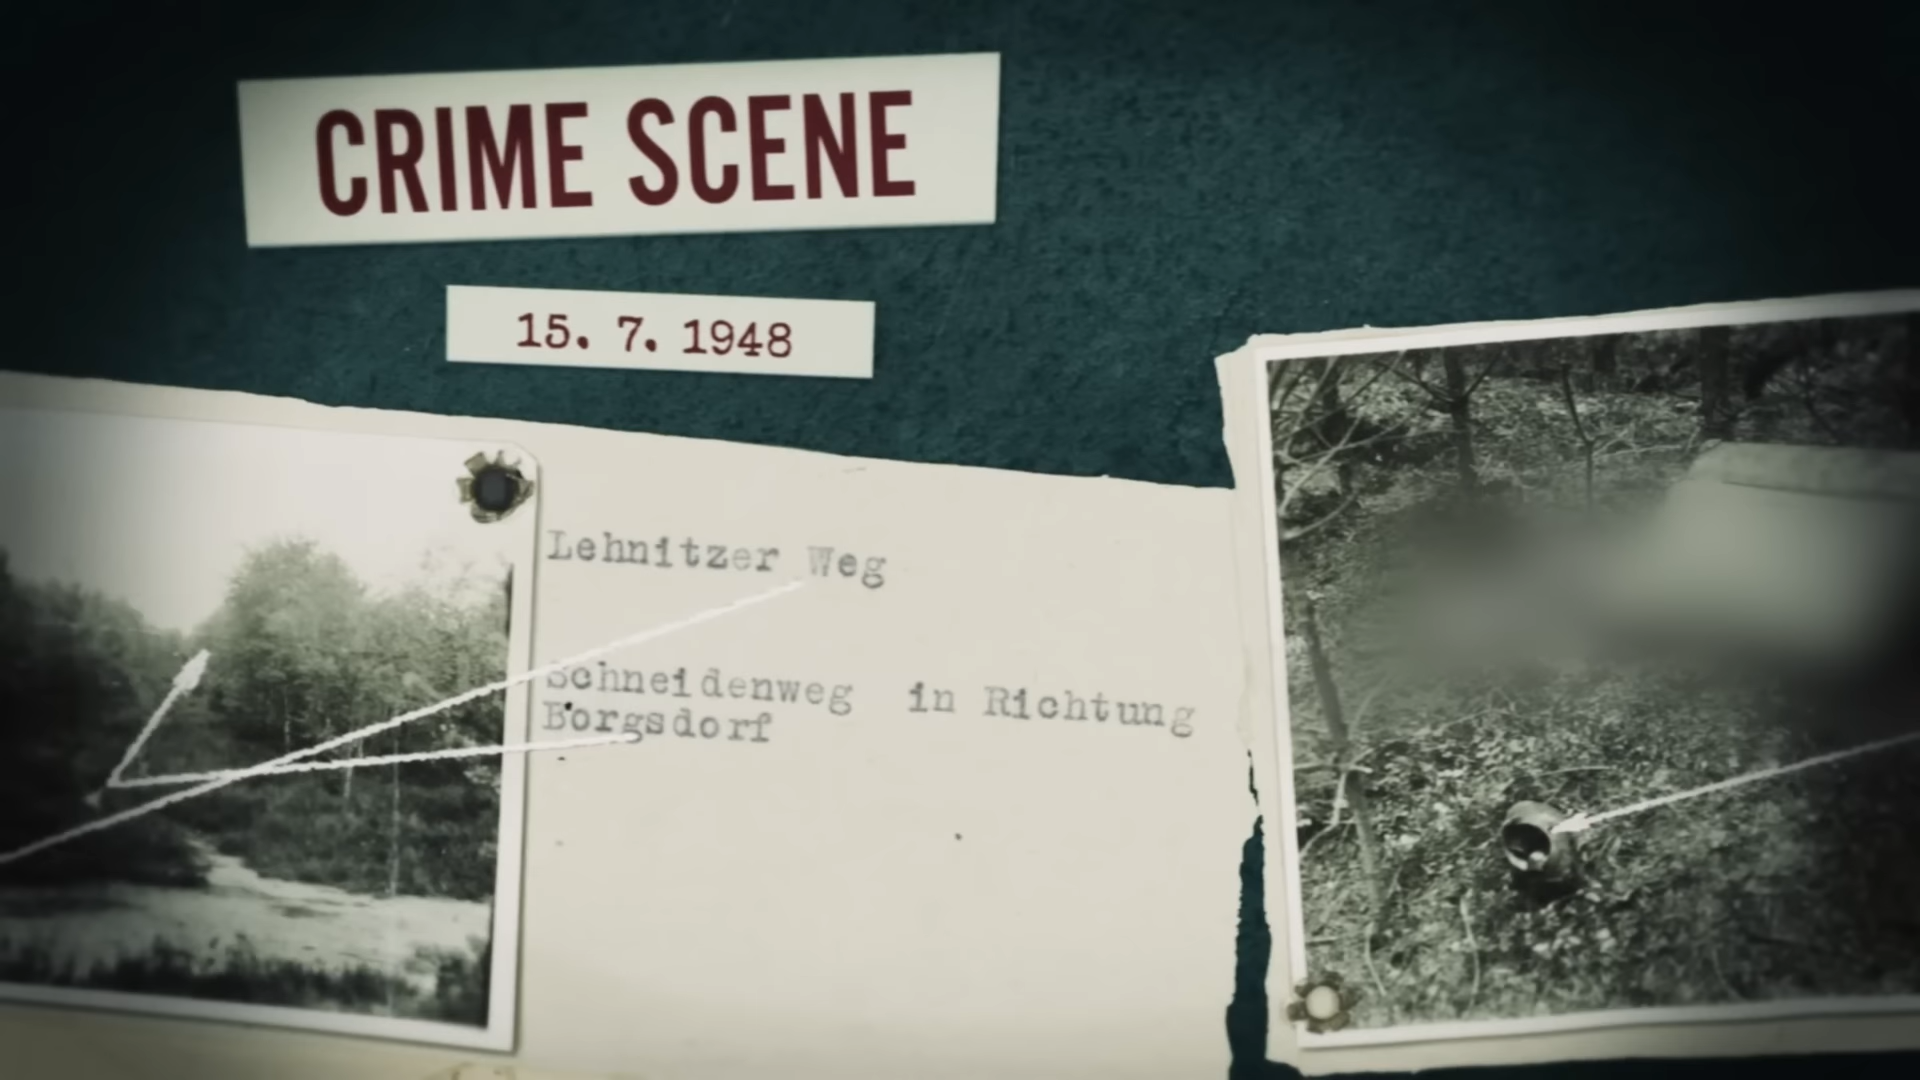 CRIME SCENE
15. 7. 1948
Lehnitzer Weg
Schneidenweg in Richtung
Borgsdorf